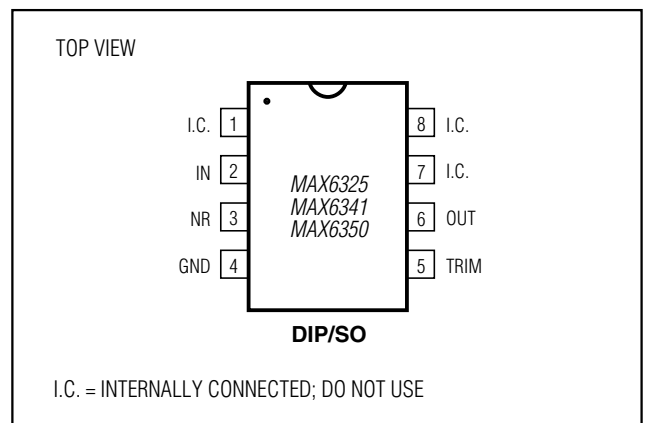 TOP VIEW
I.C. 1
8 I.C.
IN 2
7 I.C.
NR 3
6 OUT
GND 4
5 TRIM
MAX6325
MAX6341
MAX6350
DIP/SO
I.C. = INTERNALLY CONNECTED; DO NOT USE